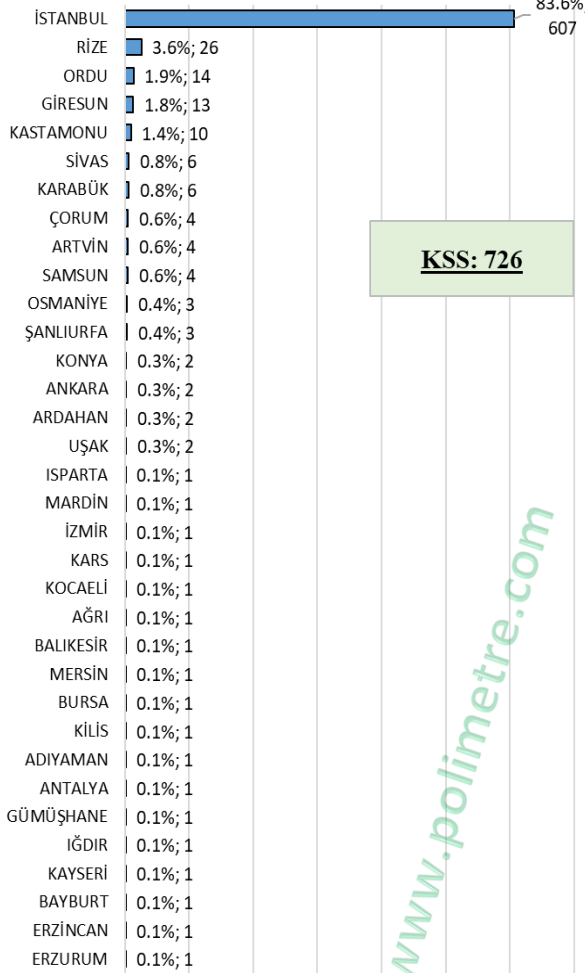 83.6%;
İSTANBUL 607
RİZE 3.6%; 26
ORDU 1.9%; 14
GİRESUN 1.8%; 13
KASTAMONU 1.4%; 10
SİVAS 0.8%; 6
KARABÜK 0.8%; 6
ÇORUM 0.6%; 4
ARTVİN 0.6%; 4
SAMSUN 0.6%; 4
KSS: 726
OSMANİYE 0.4%; 3
ŞANLIURFA 0.4%; 3
KONYA 0.3%; 2
ANKARA 0.3%; 2
ARDAHAN 0.3%; 2
UŞAK 0.3%; 2
ISPARTA 0.1%; 1
MARDİN 0.1%; 1
İZMİR 0.1%; 1
KARS 0.1%; 1
KOCAELİ 0.1%; 1
AĞRI 0.1%; 1
BALIKESİR 0.1%; 1
MERSİN 0.1%; 1
BURSA 0.1%; 1
KİLİS 0.1%; 1
ADIYAMAN 0.1%; 1
ANTALYA 0.1%; 1
GÜMÜŞHANE 0.1%; 1
IĞDIR 0.1%; 1
KAYSERİ 0.1%; 1
BAYBURT 0.1%; 1
ERZİNCAN 0.1%; 1
ERZURUM 0.1%; 1
www.polimetre.com